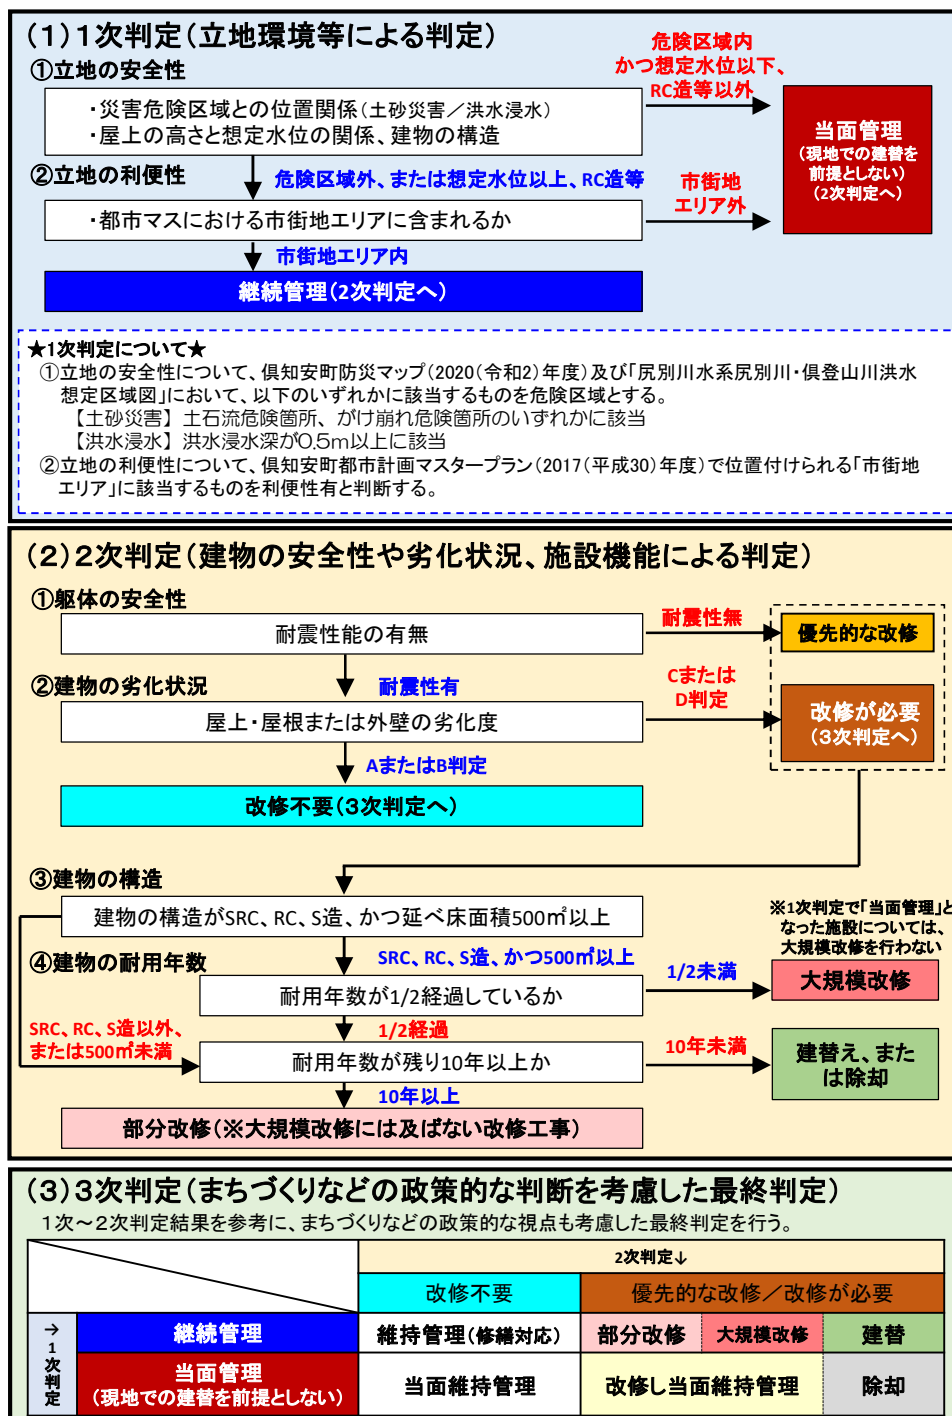 (1)1次判定(立地環境等による判定)
①立地の安全性
・災害危険区域との位置関係(土砂災害/洪水浸水)
・屋上の高さと想定水位の関係、建物の構造
危険区域内
かつ想定水位以下、
RC造等以外
当面管理
(現地での建替を
前提としない)
(2次判定へ)
②立地の利便性
危険区域外、または想定水位以上、RC造等
・都市マスにおける市街地エリアに含まれるか
市街地
エリア外
市街地エリア内
継続管理(2次判定へ)
★1次判定について★
①立地の安全性について、倶知安町防災マップ(2020(令和2)年度)及び「尻別川水系尻別川・倶登山川洪水
想定区域図」において、以下のいずれかに該当するものを危険区域とする。
【土砂災害】土石流危険箇所、がけ崩れ危険箇所のいずれかに該当
【洪水浸水】洪水浸水深が0.5m以上に該当
②立地の利便性について、倶知安町都市計画マスタープラン(2017(平成30)年度)で位置付けられる「市街地
エリア」に該当するものを利便性有と判断する。
(2)2次判定(建物の安全性や劣化状況、施設機能による判定)
①躯体の安全性
耐震性能の有無
耐震性無
優先的な改修
②建物の劣化状況
耐震性有
屋上・屋根または外壁の劣化度
Cまたは
D判定
改修が必要
(3次判定へ)
AまたはB判定
改修不要(3次判定へ)
③建物の構造
建物の構造がSRC、RC、S造、かつ延べ床面積500㎡以上
※1次判定で「当面管理」と
なった施設については、
大規模改修を行わない
④建物の耐用年数
SRC、RC、S造、かつ500㎡以上
耐用年数が1/2経過しているか
1/2未満
大規模改修
SRC、RC、S造以外、
または500㎡未満
1/2経過
耐用年数が残り10年以上か
10年未満
建替え、また
は除却
10年以上
部分改修(※大規模改修には及ばない改修工事)
(3)3次判定(まちづくりなどの政策的な判断を考慮した最終判定)
1次~2次判定結果を参考に、まちづくりなどの政策的な視点も考慮した最終判定を行う。
2次判定↓
改修不要
優先的な改修/改修が必要
→1次判定
継続管理
維持管理(修繕対応)
部分改修
大規模改修
建替
当面管理
(現地での建替を前提としない)
当面維持管理
改修し当面維持管理
除却